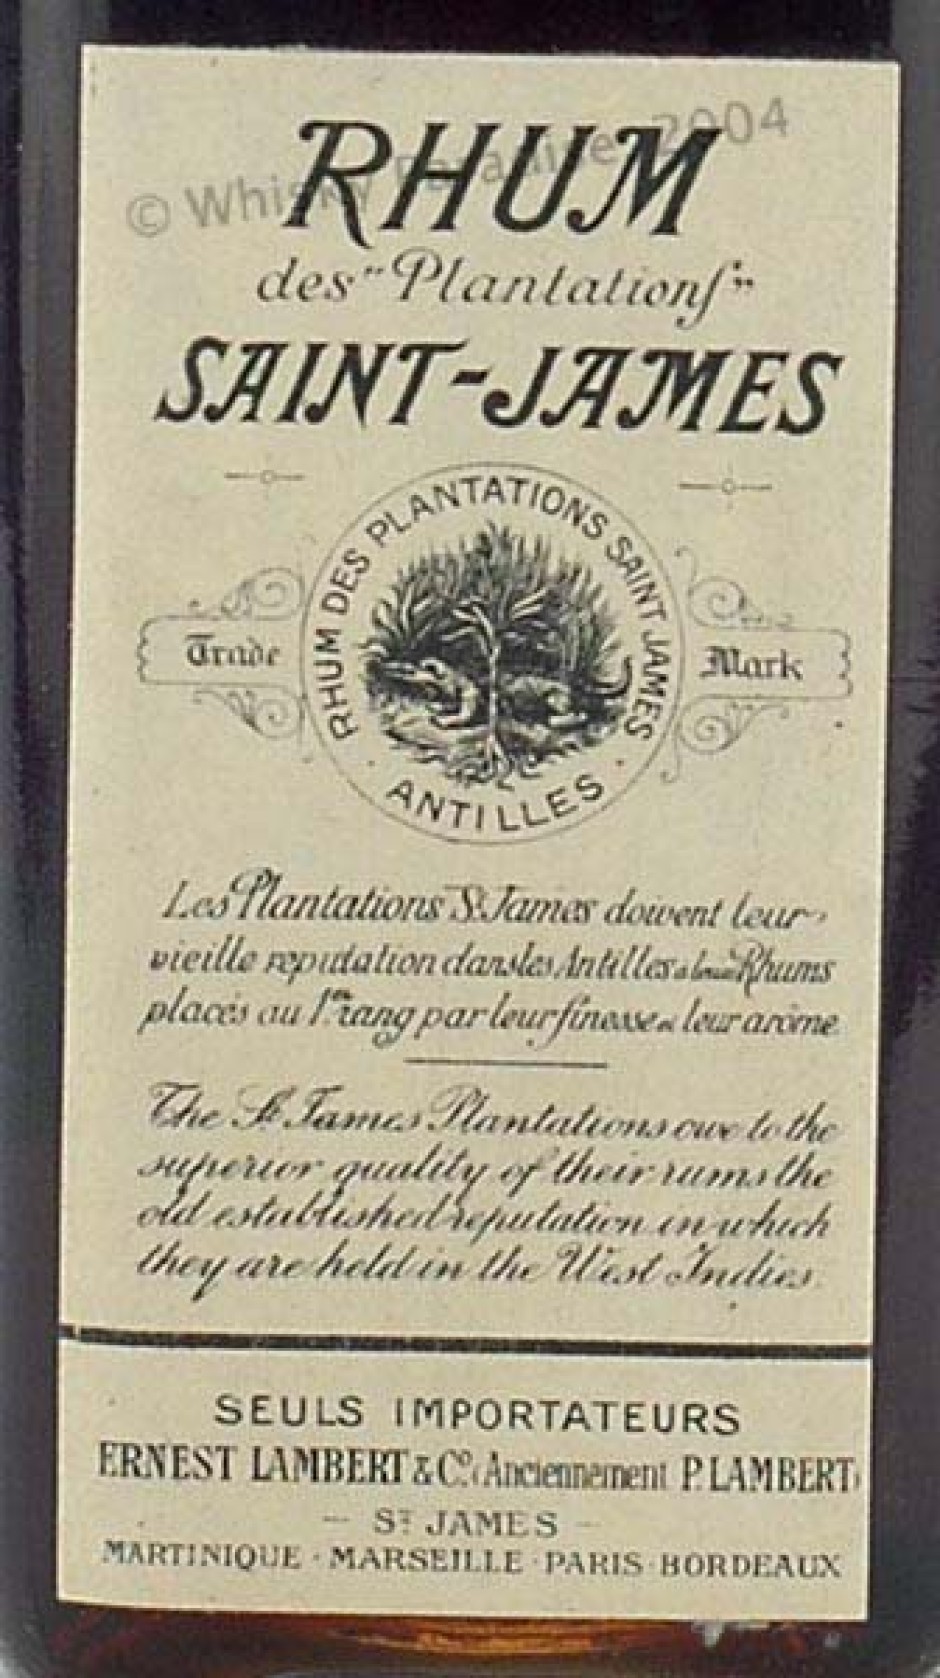 RHUM
© Whisky Paradise 2004
des "Plantations"
SAINT-JAMES
RHUM DES PLANTATIONS SAINT JAMES
Trade Mark
· ANTILLES ·
Les Plantations St James doivent leur
vieille reputation dans les Antilles a leurs Rhums
placés au 1er rang par leur finesse et leur arôme
The St James Plantations owe to the
superior quality of their rums the
old established reputation in which
they are held in the West Indies.
SEULS IMPORTATEURS
ERNEST LAMBERT & Co. (Anciennement P. LAMBERT)
— ST JAMES —
MARTINIQUE · MARSEILLE · PARIS · BORDEAUX